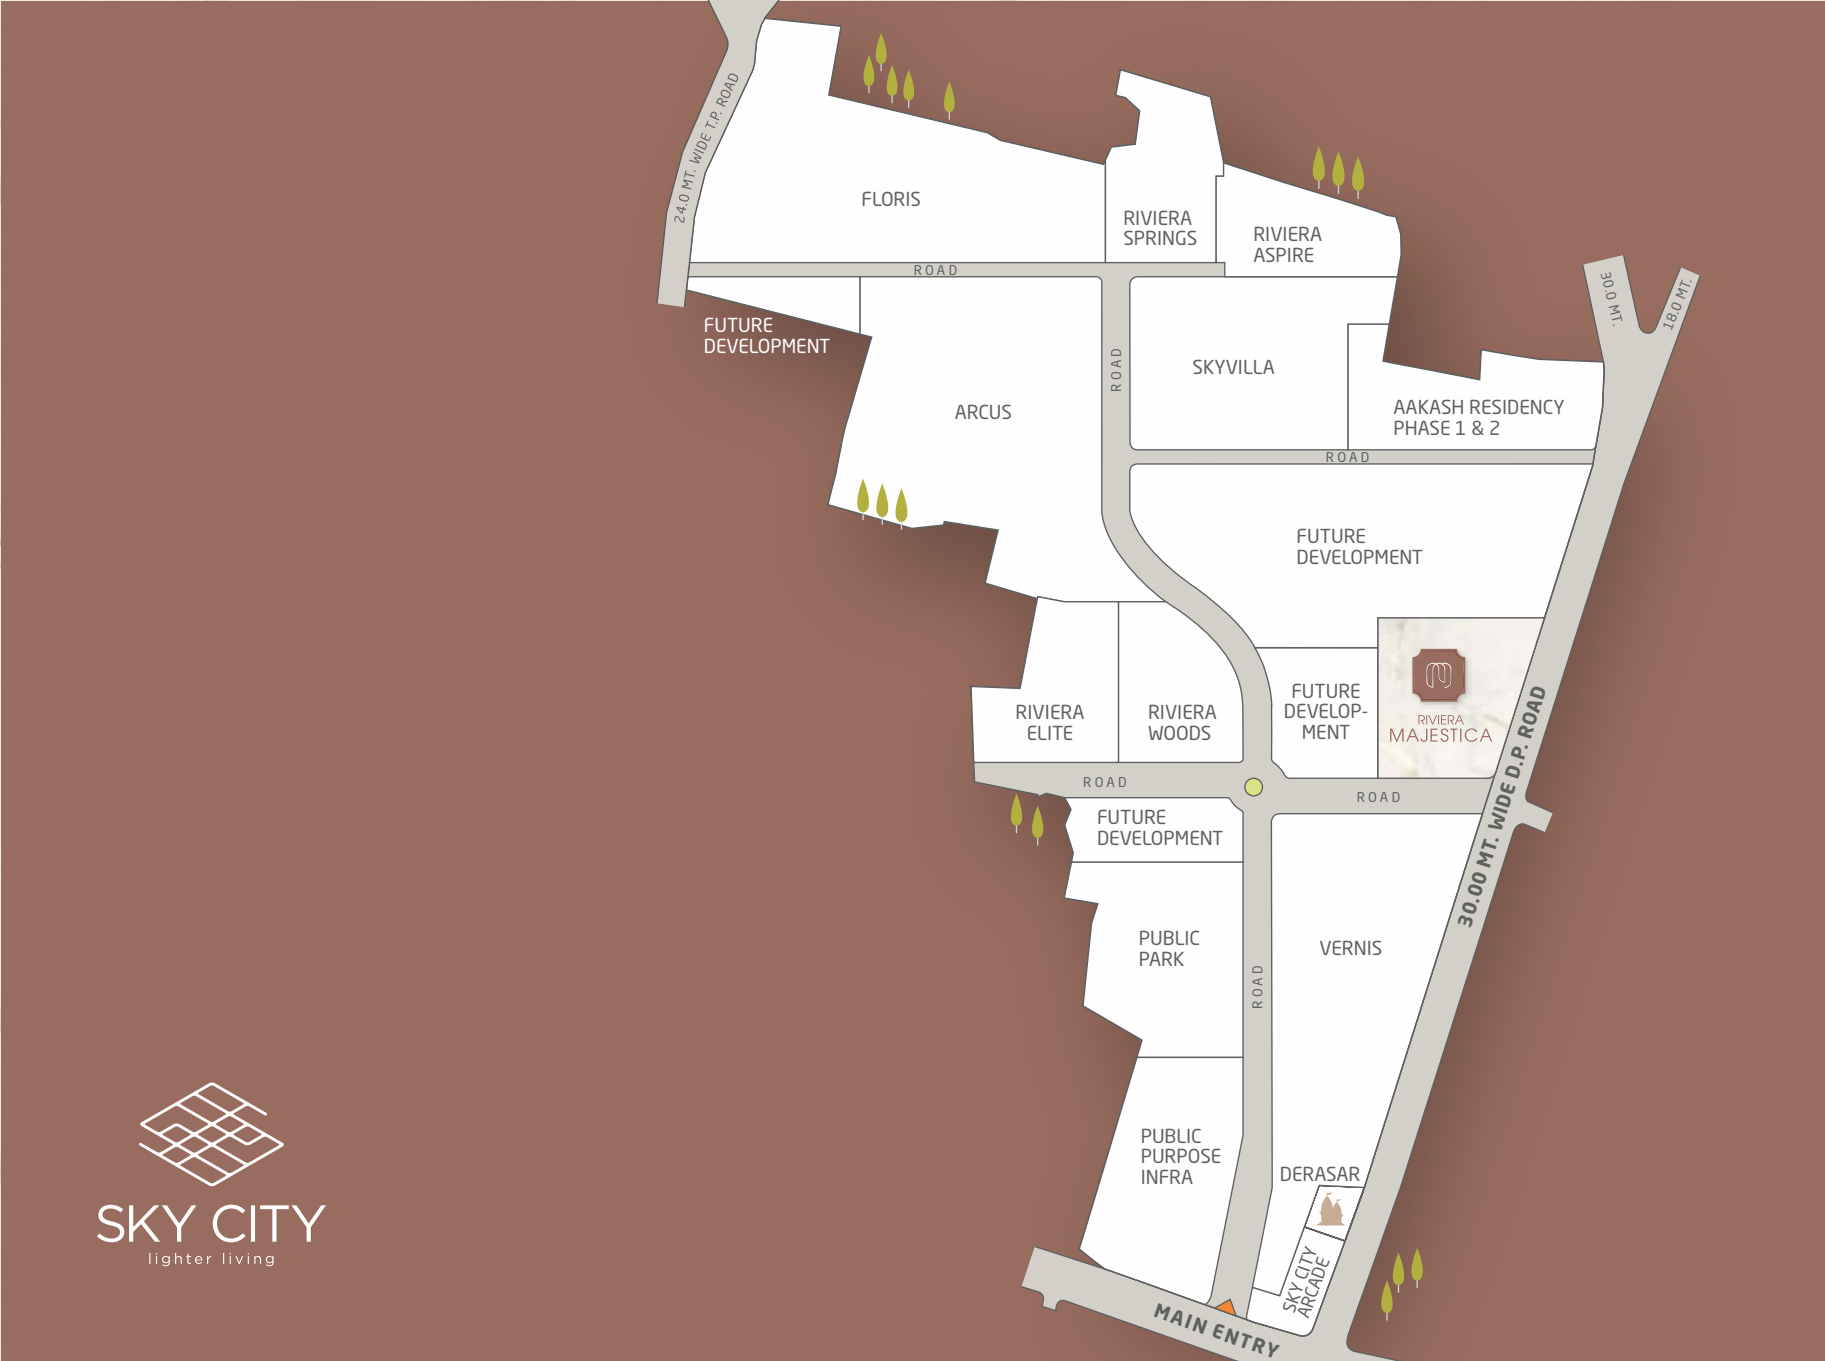 24.0 MT. WIDE T.P. ROAD
FLORIS
RIVIERA
SPRINGS
RIVIERA
ASPIRE
ROAD
30.0 MT.
18.0 MT.
FUTURE
DEVELOPMENT
ROAD
SKYVILLA
ARCUS
AAKASH RESIDENCY
PHASE 1 & 2
ROAD
FUTURE
DEVELOPMENT
RIVIERA
ELITE
RIVIERA
WOODS
FUTURE
DEVELOP-
MENT
RIVIERA
MAJESTICA
30.00 MT. WIDE D.P. ROAD
ROAD
ROAD
FUTURE
DEVELOPMENT
PUBLIC
PARK
VERNIS
ROAD
PUBLIC
PURPOSE
INFRA
DERASAR
SKY CITY
ARCADE
MAIN ENTRY
SKY CITY
lighter living